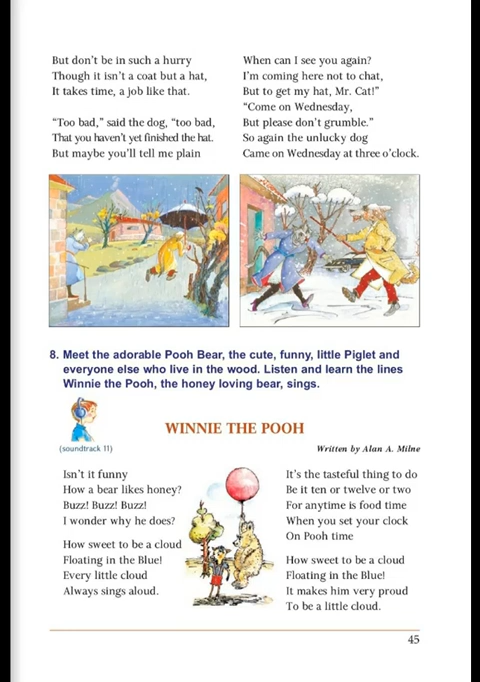 But don't be in such a hurry
Though it isn't a coat but a hat,
It takes time, a job like that.
"Too bad," said the dog, "too bad,
That you haven't yet finished the hat.
But maybe you'll tell me plain
When can I see you again?
I'm coming here not to chat,
But to get my hat, Mr. Cat!"
"Come on Wednesday,
But please don't grumble."
So again the unlucky dog
Came on Wednesday at three o'clock.
8. Meet the adorable Pooh Bear, the cute, funny, little Piglet and
everyone else who live in the wood. Listen and learn the lines
Winnie the Pooh, the honey loving bear, sings.
(soundtrack 11)
WINNIE THE POOH
Written by Alan A. Milne
Isn't it funny
How a bear likes honey?
Buzz! Buzz! Buzz!
I wonder why he does?
How sweet to be a cloud
Floating in the Blue!
Every little cloud
Always sings aloud.
It's the tasteful thing to do
Be it ten or twelve or two
For anytime is food time
When you set your clock
On Pooh time
How sweet to be a cloud
Floating in the Blue!
It makes him very proud
To be a little cloud.
45